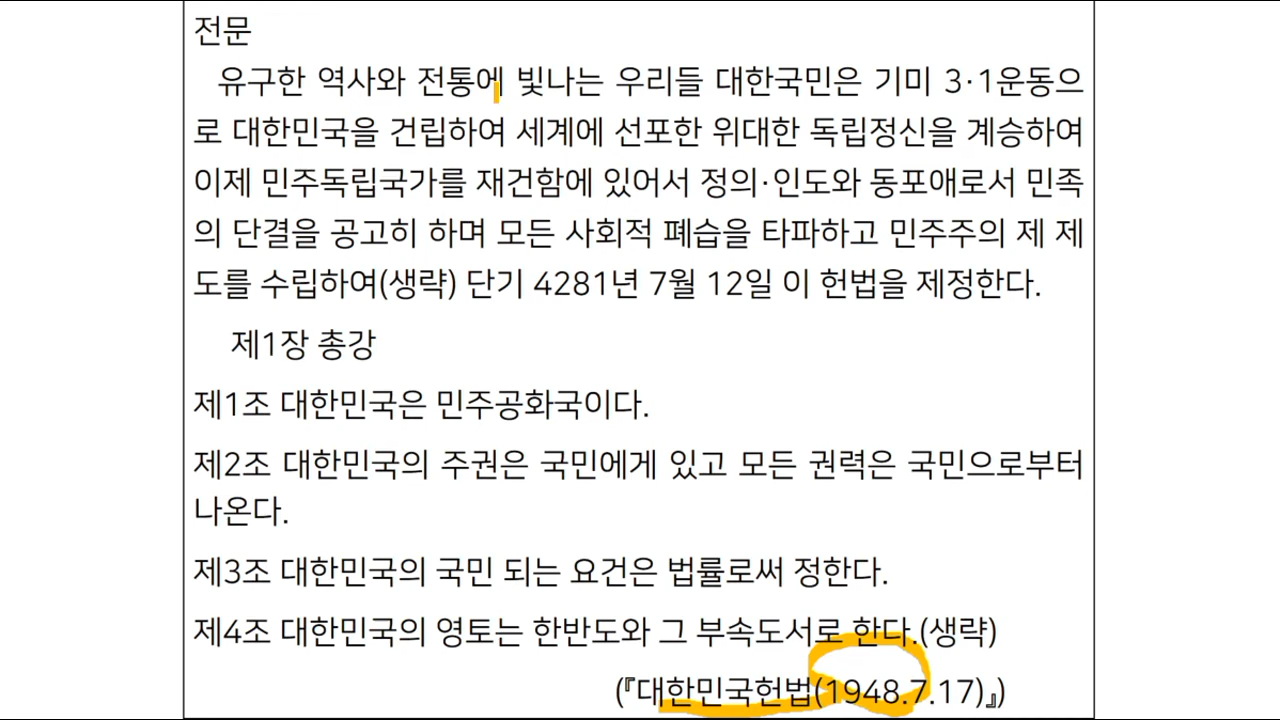 전문
유구한 역사와 전통에 빛나는 우리들 대한국민은 기미 3·1운동으
로 대한민국을 건립하여 세계에 선포한 위대한 독립정신을 계승하여
이제 민주독립국가를 재건함에 있어서 정의·인도와 동포애로서 민족
의 단결을 공고히 하며 모든 사회적 폐습을 타파하고 민주주의 제 제
도를 수립하여(생략) 단기 4281년 7월 12일 이 헌법을 제정한다.
제1장 총강
제1조 대한민국은 민주공화국이다.
제2조 대한민국의 주권은 국민에게 있고 모든 권력은 국민으로부터
나온다.
제3조 대한민국의 국민 되는 요건은 법률로써 정한다.
제4조 대한민국의 영토는 한반도와 그 부속도서로 한다.(생략)
(『대한민국헌법(1948.7.17)』)